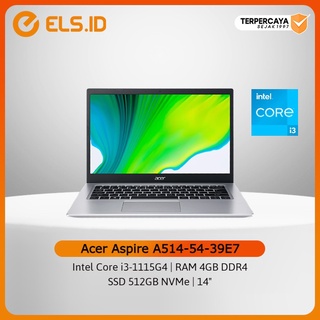 ELS.ID
TERPERCAYA
SEJAK 1997
intel
CORE
i3
acer
Acer Aspire A514-54-39E7
Intel Core i3-1115G4 | RAM 4GB DDR4
SSD 512GB NVMe | 14"